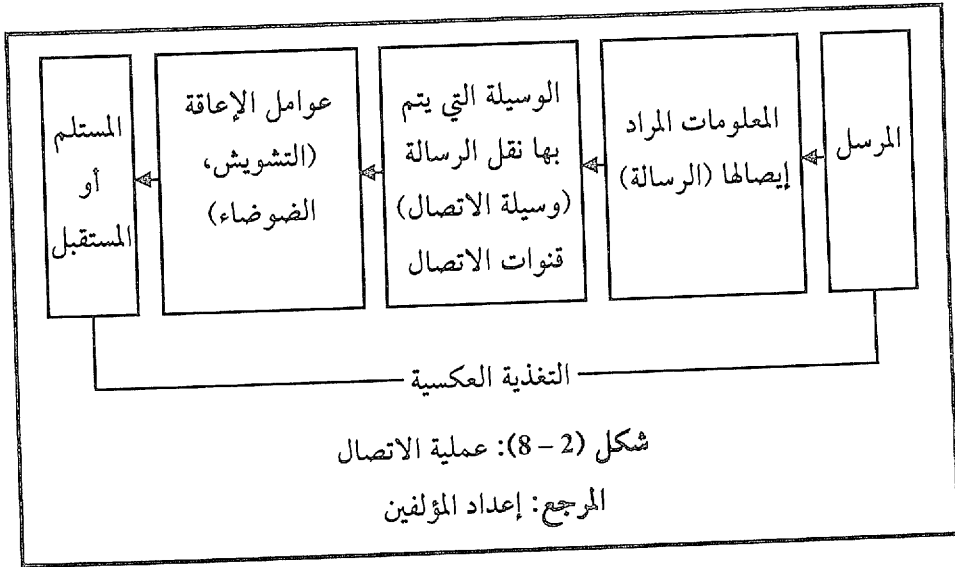 المرسل
المعلومات المراد
إيصالها (الرسالة)
الوسيلة التي يتم
بها نقل الرسالة
(وسيلة الاتصال)
قنوات الاتصال
عوامل الإعاقة
(التشويش،
الضوضاء)
المستلم
أو
المستقبل
التغذية العكسية
شكل (2 – 8): عملية الاتصال
المرجع: إعداد المؤلفين